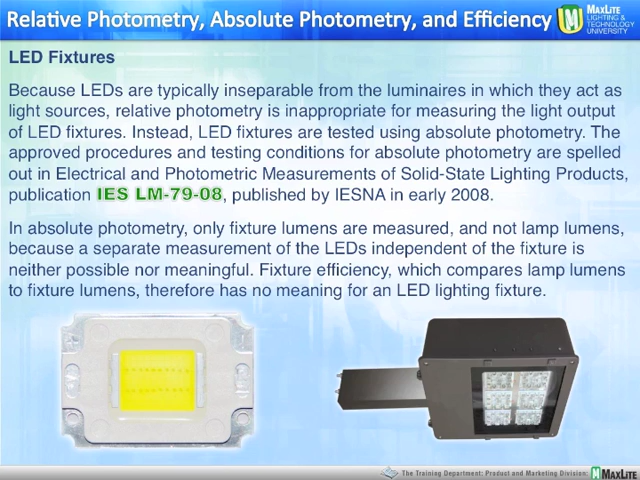 Relative Photometry, Absolute Photometry, and Efficiency
MAXLITE
LIGHTING &
TECHNOLOGY
UNIVERSITY
LED Fixtures
Because LEDs are typically inseparable from the luminaires in which they act as
light sources, relative photometry is inappropriate for measuring the light output
of LED fixtures. Instead, LED fixtures are tested using absolute photometry. The
approved procedures and testing conditions for absolute photometry are spelled
out in Electrical and Photometric Measurements of Solid-State Lighting Products,
publication IES LM-79-08, published by IESNA in early 2008.
In absolute photometry, only fixture lumens are measured, and not lamp lumens,
because a separate measurement of the LEDs independent of the fixture is
neither possible nor meaningful. Fixture efficiency, which compares lamp lumens
to fixture lumens, therefore has no meaning for an LED lighting fixture.
The Training Department: Product and Marketing Division: MAXLITE